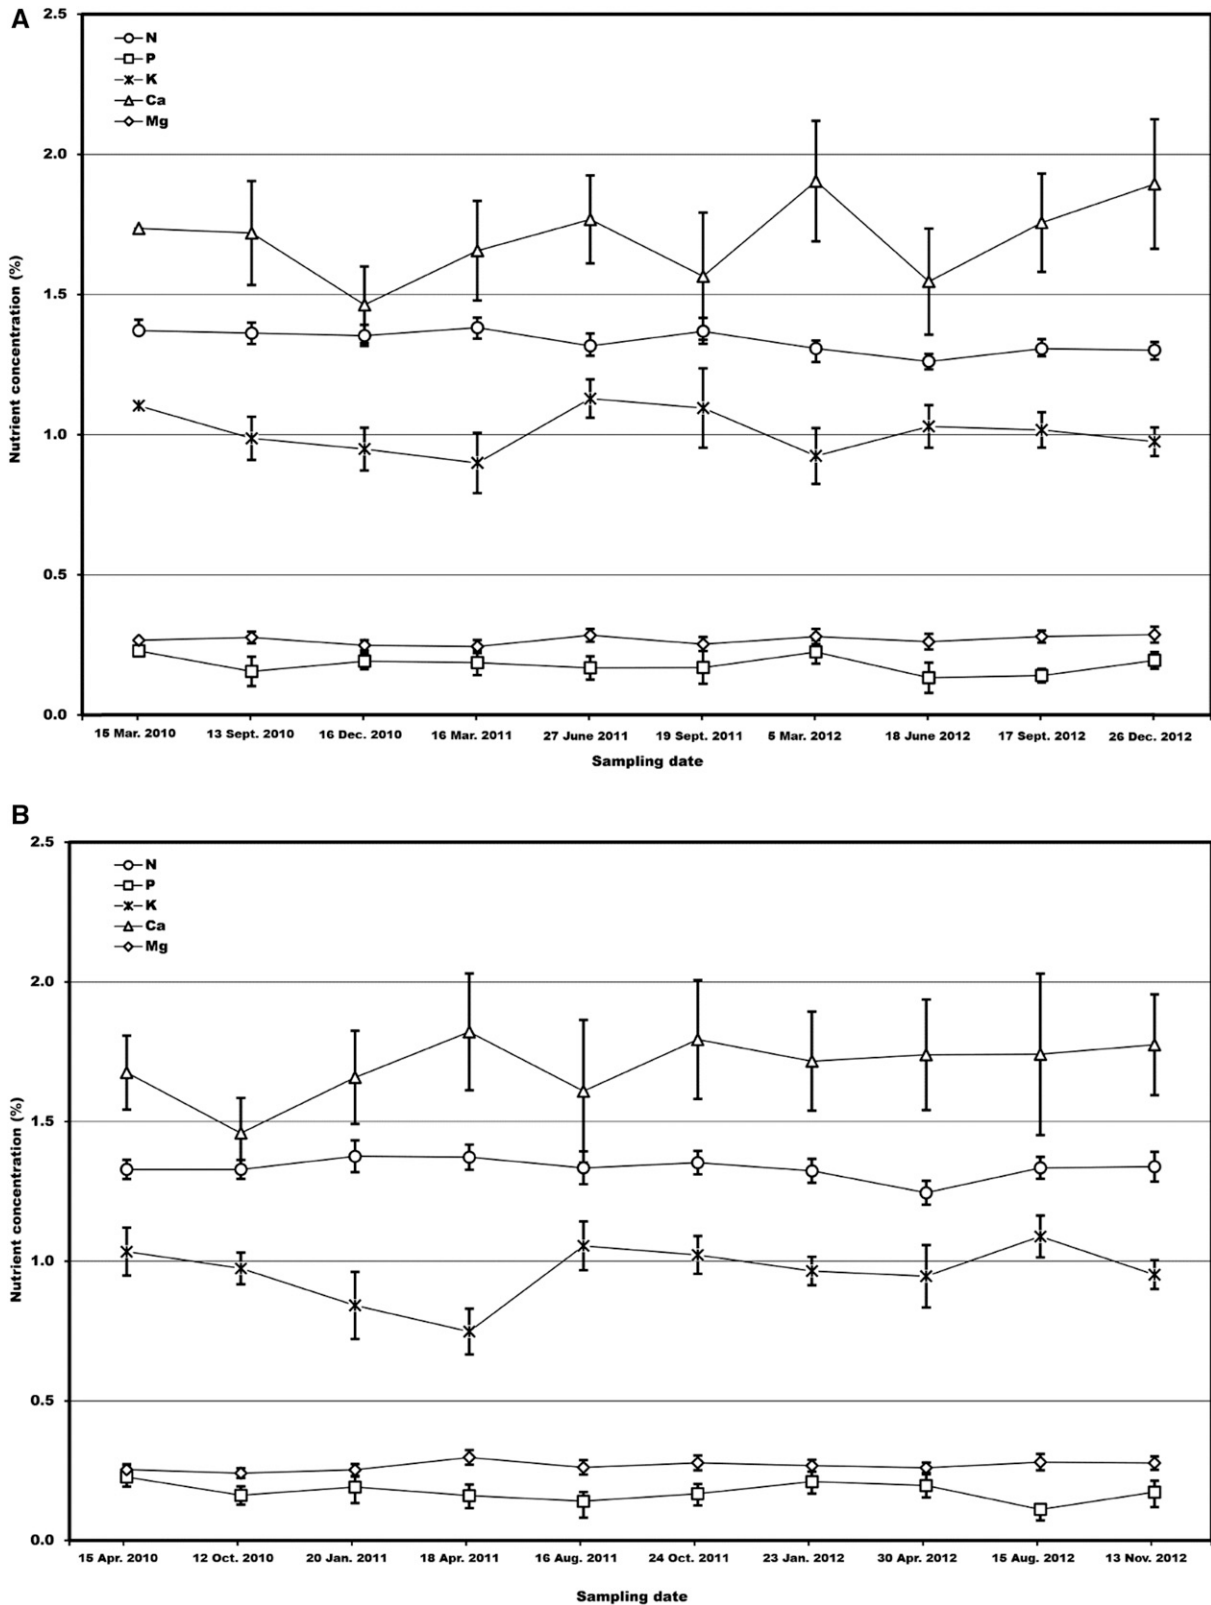 A
2.5
N
P
K
Ca
Mg
2.0
1.5
1.0
0.5
0.0
Nutrient concentration (%)
15 Mar. 2010 13 Sept. 2010 16 Dec. 2010 16 Mar. 2011 27 June 2011 19 Sept. 2011 5 Mar. 2012 18 June 2012 17 Sept. 2012 26 Dec. 2012
Sampling date
B
2.5
N
P
K
Ca
Mg
2.0
1.5
1.0
0.5
0.0
Nutrient concentration (%)
15 Apr. 2010 12 Oct. 2010 20 Jan. 2011 18 Apr. 2011 16 Aug. 2011 24 Oct. 2011 23 Jan. 2012 30 Apr. 2012 15 Aug. 2012 13 Nov. 2012
Sampling date